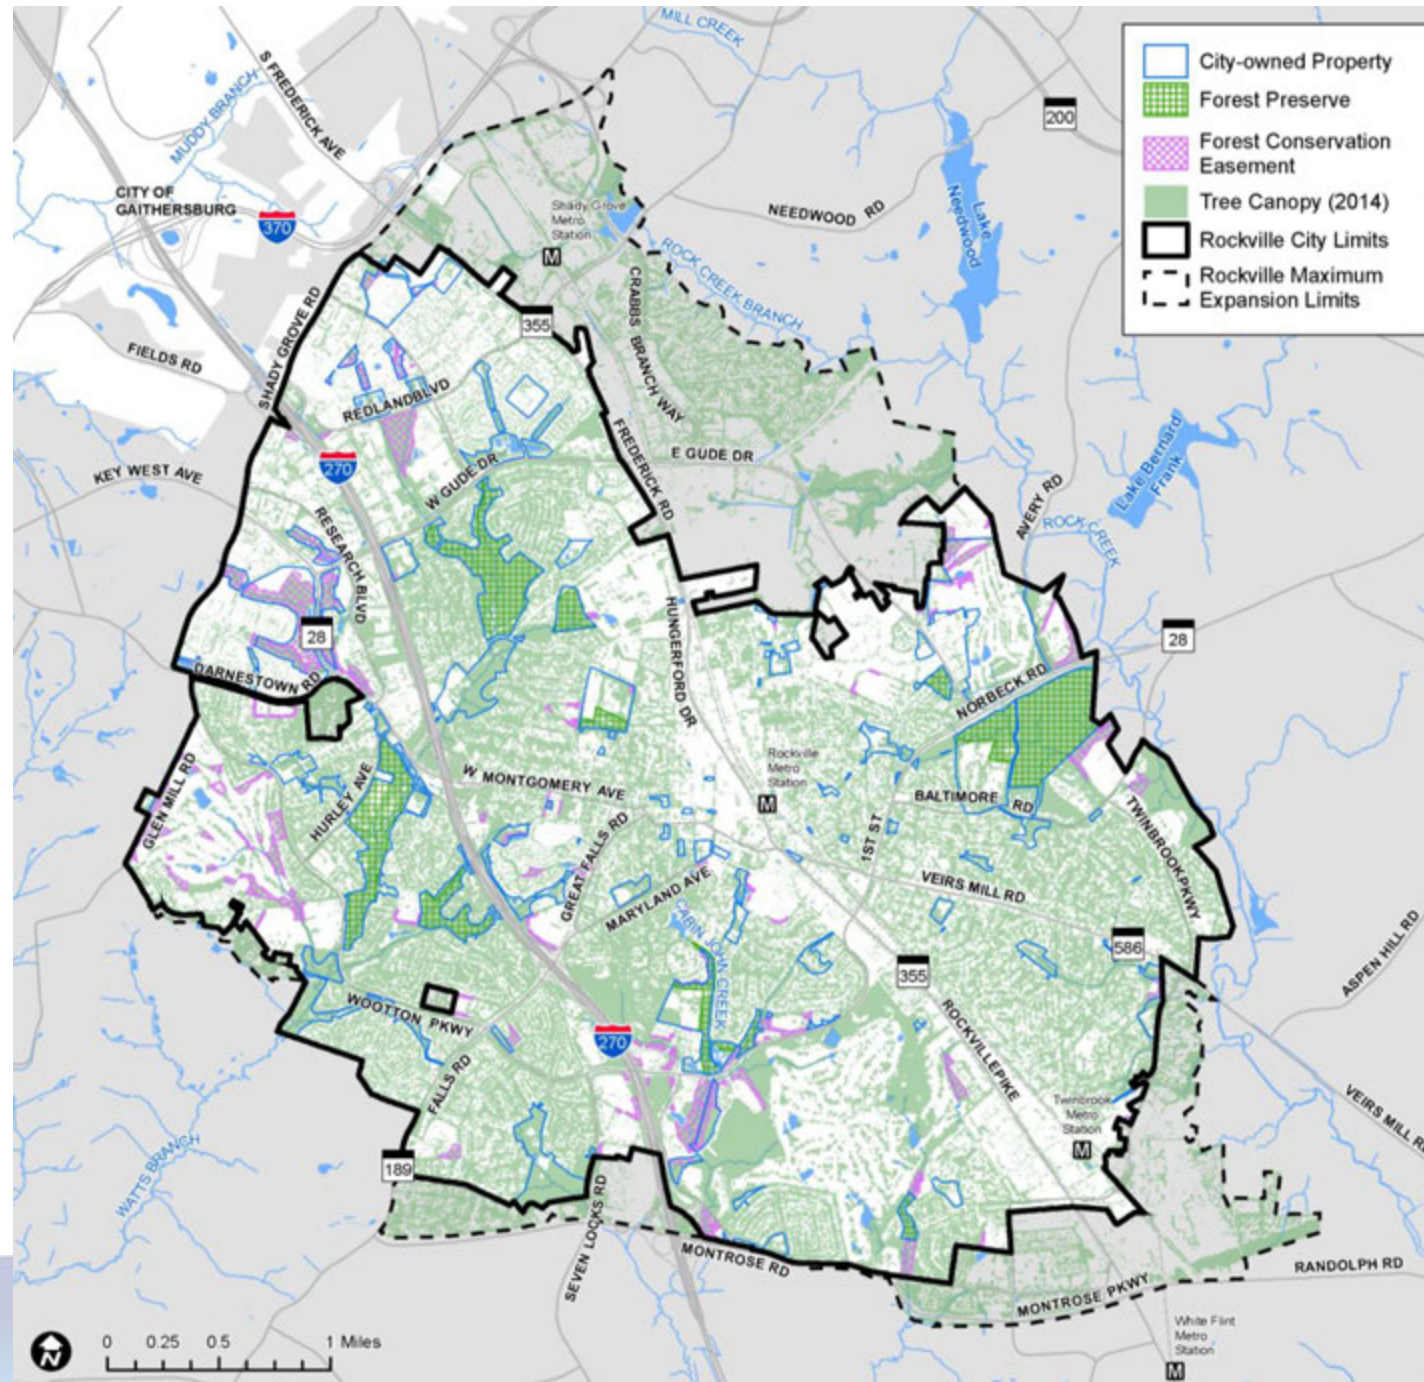 MILL CREEK
S FREDERICK AVE
MUDDY BRANCH
200
CITY OF
GAITHERSBURG
370
NEEDWOOD RD
Lake
Needwood
Shady Grove
Metro
Station
M
ROCK CREEK BRANCH
CRABBS BRANCH WAY
SHADY GROVE RD
355
FIELDS RD
REDLANDBLVD
FREDERICK RD
E GUDE DR
W GUDE DR
KEY WEST AVE
270
RESEARCH BLVD
AVERY RD
ROCK CREEK
Lake Bernard
Frank
28
HUNGERFORD DR
28
DARNESTOWN RD
NORBECK RD
GLEN MILL RD
HURLEY AVE
W MONTGOMERY AVE
Rockville
Metro
Station
M
BALTIMORE RD
1ST ST
TWINBROOKPKWY
GREAT FALLS RD
MARYLAND AVE
VEIRS MILL RD
CABIN JOHN CREEK
586
355
ASPEN HILL RD
WOOTTON PKWY
270
ROCKVILLEPIKE
FALLS RD
Twinbrook
Metro
Station
M
VEIRS MILL R
WATTS BRANCH
189
SEVEN LOCKS RD
MONTROSE RD
MONTROSE PKWY
RANDOLPH RD
White Flint
Metro
Station
M
City-owned Property
Forest Preserve
Forest Conservation
Easement
Tree Canopy (2014)
Rockville City Limits
Rockville Maximum
Expansion Limits
N
0 0.25 0.5 1 Miles